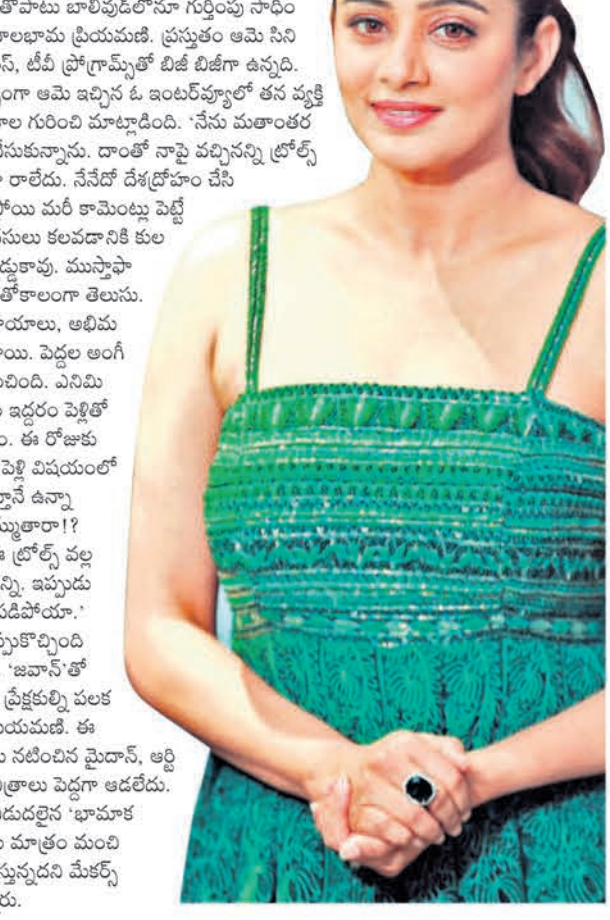 తోపాటు బాలీవుడ్‌లోనూ గుర్తింపు సాధిం
బాలభామ ప్రియమణి. ప్రస్తుతం ఆమె సిని
స్, టీవీ ప్రోగ్రామ్స్‌తో బిజీ బిజీగా ఉన్నది.
ంగా ఆమె ఇచ్చిన ఓ ఇంటర్‌వ్యూలో తన వ్యక్తి
ల గురించి మాట్లాడింది. ‘నేను మతాంతర
చేసుకున్నాను. దాంతో నాపై వచ్చినన్ని ట్రోల్స్
రాలేదు. నేనేదో దేశద్రోహం చేసి
పోయి మరీ కామెంట్లు పెట్టే
నసులు కలవడానికి కుల
డ్డుకావు. ముస్తాఫా
తోకాలంగా తెలుసు.
యాలు, అభిమ
యి. పెద్దల అంగీ
చింది. ఎనిమి
ఇద్దరం పెళ్లితో
ం. ఈ రోజుకు
పెళ్లి విషయంలో
్తూనే ఉన్నా
మ్ముతారా!?
ఈ ట్రోల్స్ వల్ల
న్ని, ఇప్పుడు
పడిపోయా.’
ప్పుకొచ్చింది
‘జవాన్’తో
ప్రేక్షకుల్ని పలక
యమణి. ఈ
నటించిన మైదాన్, ఆర్టి
చిత్రాలు పెద్దగా ఆడలేదు.
విడుదలైన ‘భామాక
మాత్రం మంచి
స్తున్నదని మేకర్స్
రు.